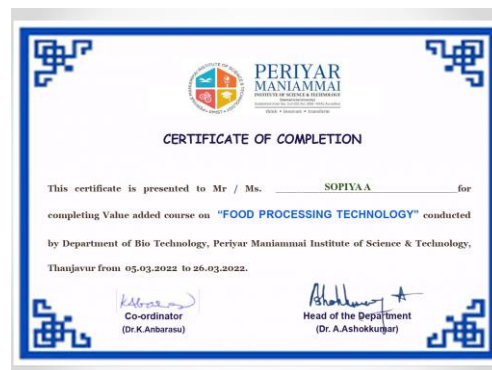 PERIYAR
MANIAMMAI
INSTITUTE OF SCIENCE & TECHNOLOGY
think • innovate • transform
CERTIFICATE OF COMPLETION
This certificate is presented to Mr / Ms. SOPIYA A for
completing Value added course on "FOOD PROCESSING TECHNOLOGY" conducted
by Department of Bio Technology, Periyar Maniammai Institute of Science & Technology,
Thanjavur from 05.03.2022 to 26.03.2022.
Co-ordinator
(Dr.K.Anbarasu)
Head of the Department
(Dr. A.Ashokkumar)